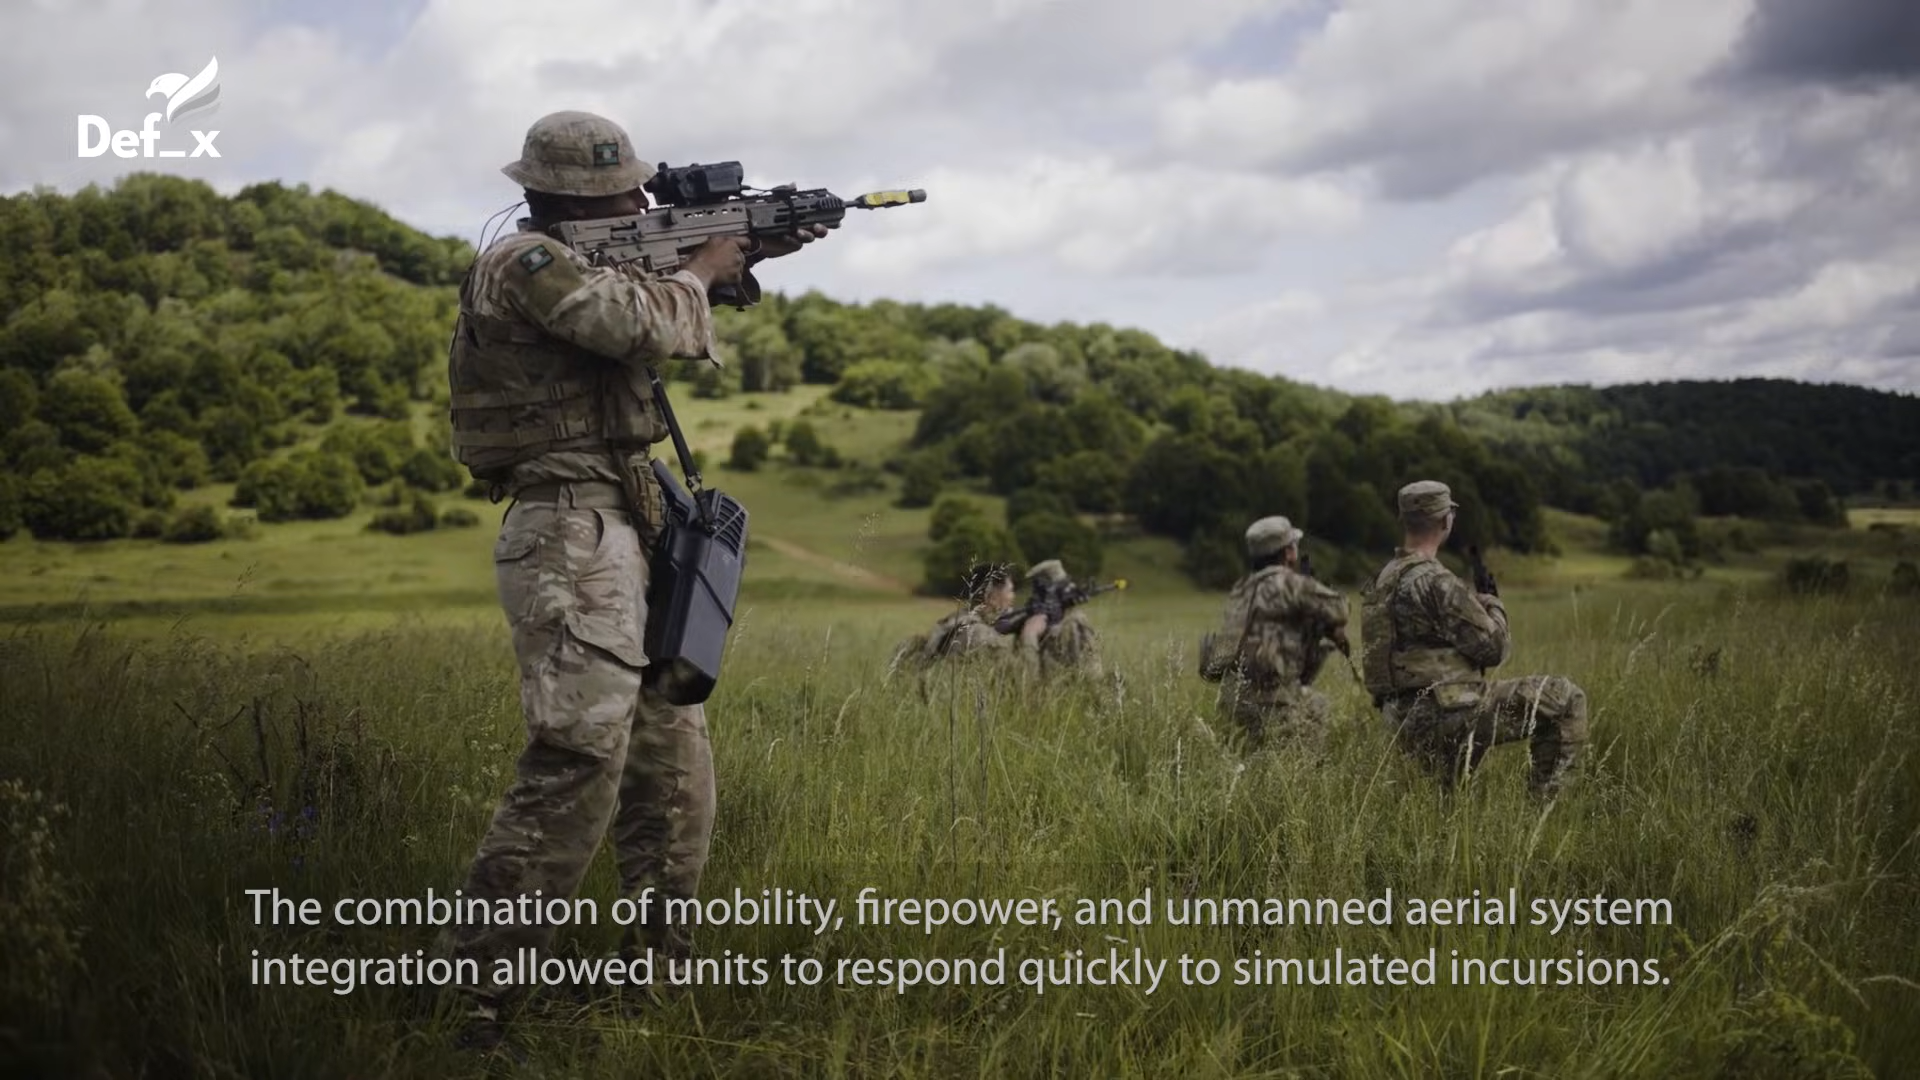 Def_x
The combination of mobility, firepower, and unmanned aerial system
integration allowed units to respond quickly to simulated incursions.